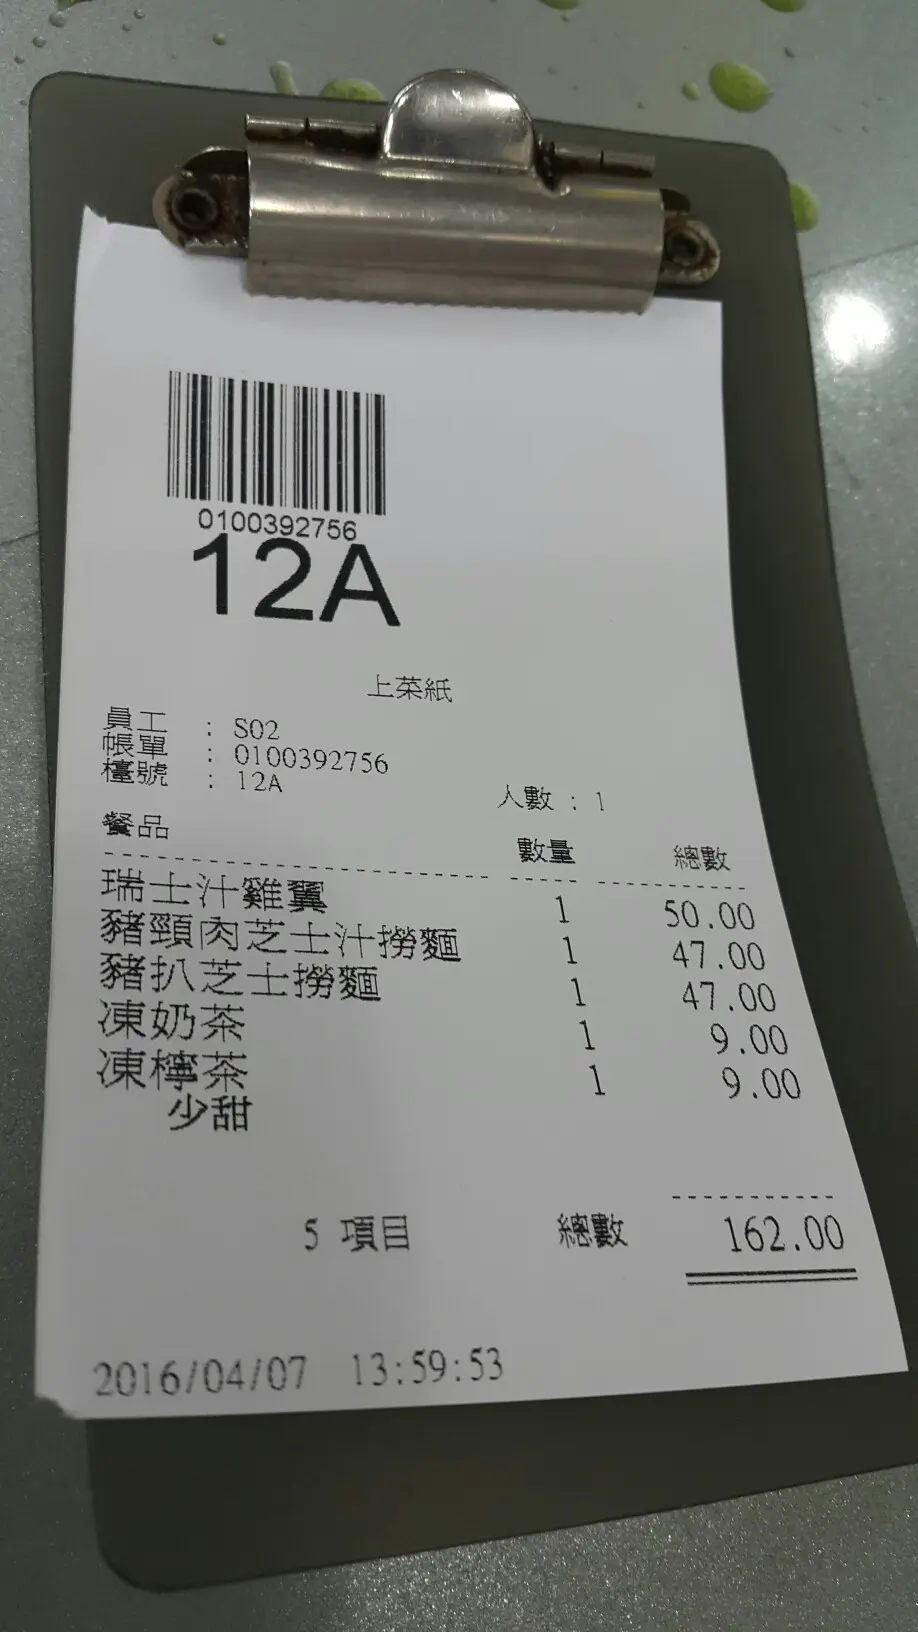 0100392756
12A
上菜紙
員工 : S02
帳單 : 0100392756
檯號 : 12A
人數 : 1
餐品 數量 總數
瑞士汁雞翼 1 50.00
豬頸肉芝士汁撈麵 1 47.00
豬扒芝士撈麵 1 47.00
凍奶茶 1 9.00
凍檸茶 1 9.00
少甜
5 項目 總數 162.00
2016/04/07 13:59:53